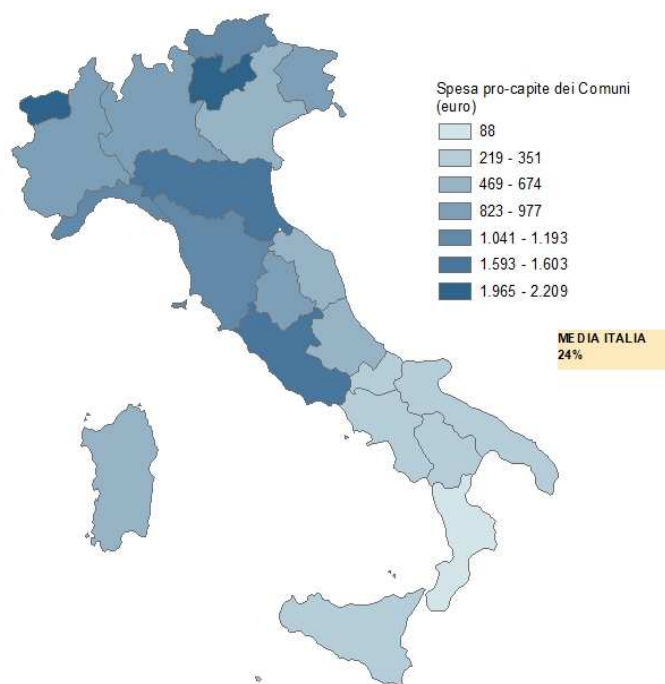 Spesa pro-capite dei Comuni
(euro)
88
219 - 351
469 - 674
823 - 977
1.041 - 1.193
1.593 - 1.603
1.965 - 2.209
MEDIA ITALIA
24%